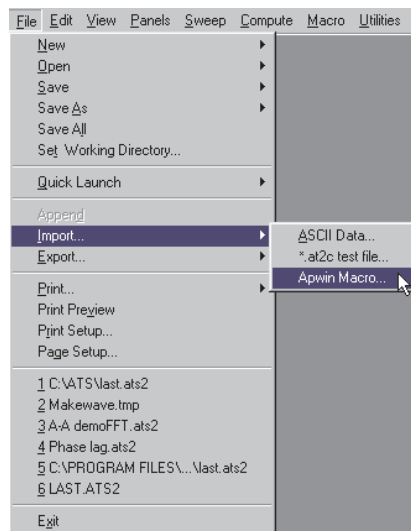 File Edit View Panels Sweep Compute Macro Utilities
New
Open
Save
Save As
Save All
Set Working Directory...
Quick Launch
Append
Import...
Export...
ASCII Data...
*.at2c test file...
Apwin Macro...
Print...
Print Preview
Print Setup...
Page Setup...
1 C:\ATS\last.ats2
2 Makewave.tmp
3 A-A demoFFT.ats2
4 Phase lag.ats2
5 C:\PROGRAM FILES\...\last.ats2
6 LAST.ATS2
Exit